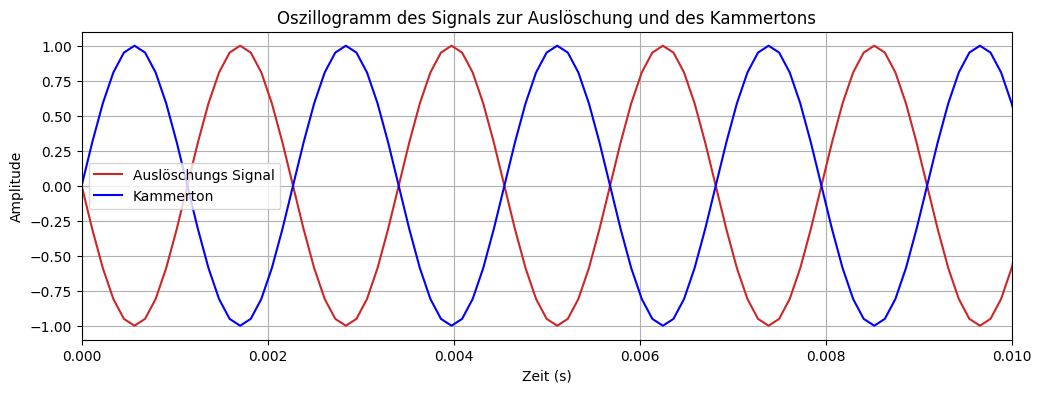 Oszillogramm des Signals zur Auslöschung und des Kammertons
1.00
0.75
0.50
0.25
0.00
−0.25
−0.50
−0.75
−1.00
Amplitude
Auslöschungs Signal
Kammerton
0.000 0.002 0.004 0.006 0.008 0.010
Zeit (s)